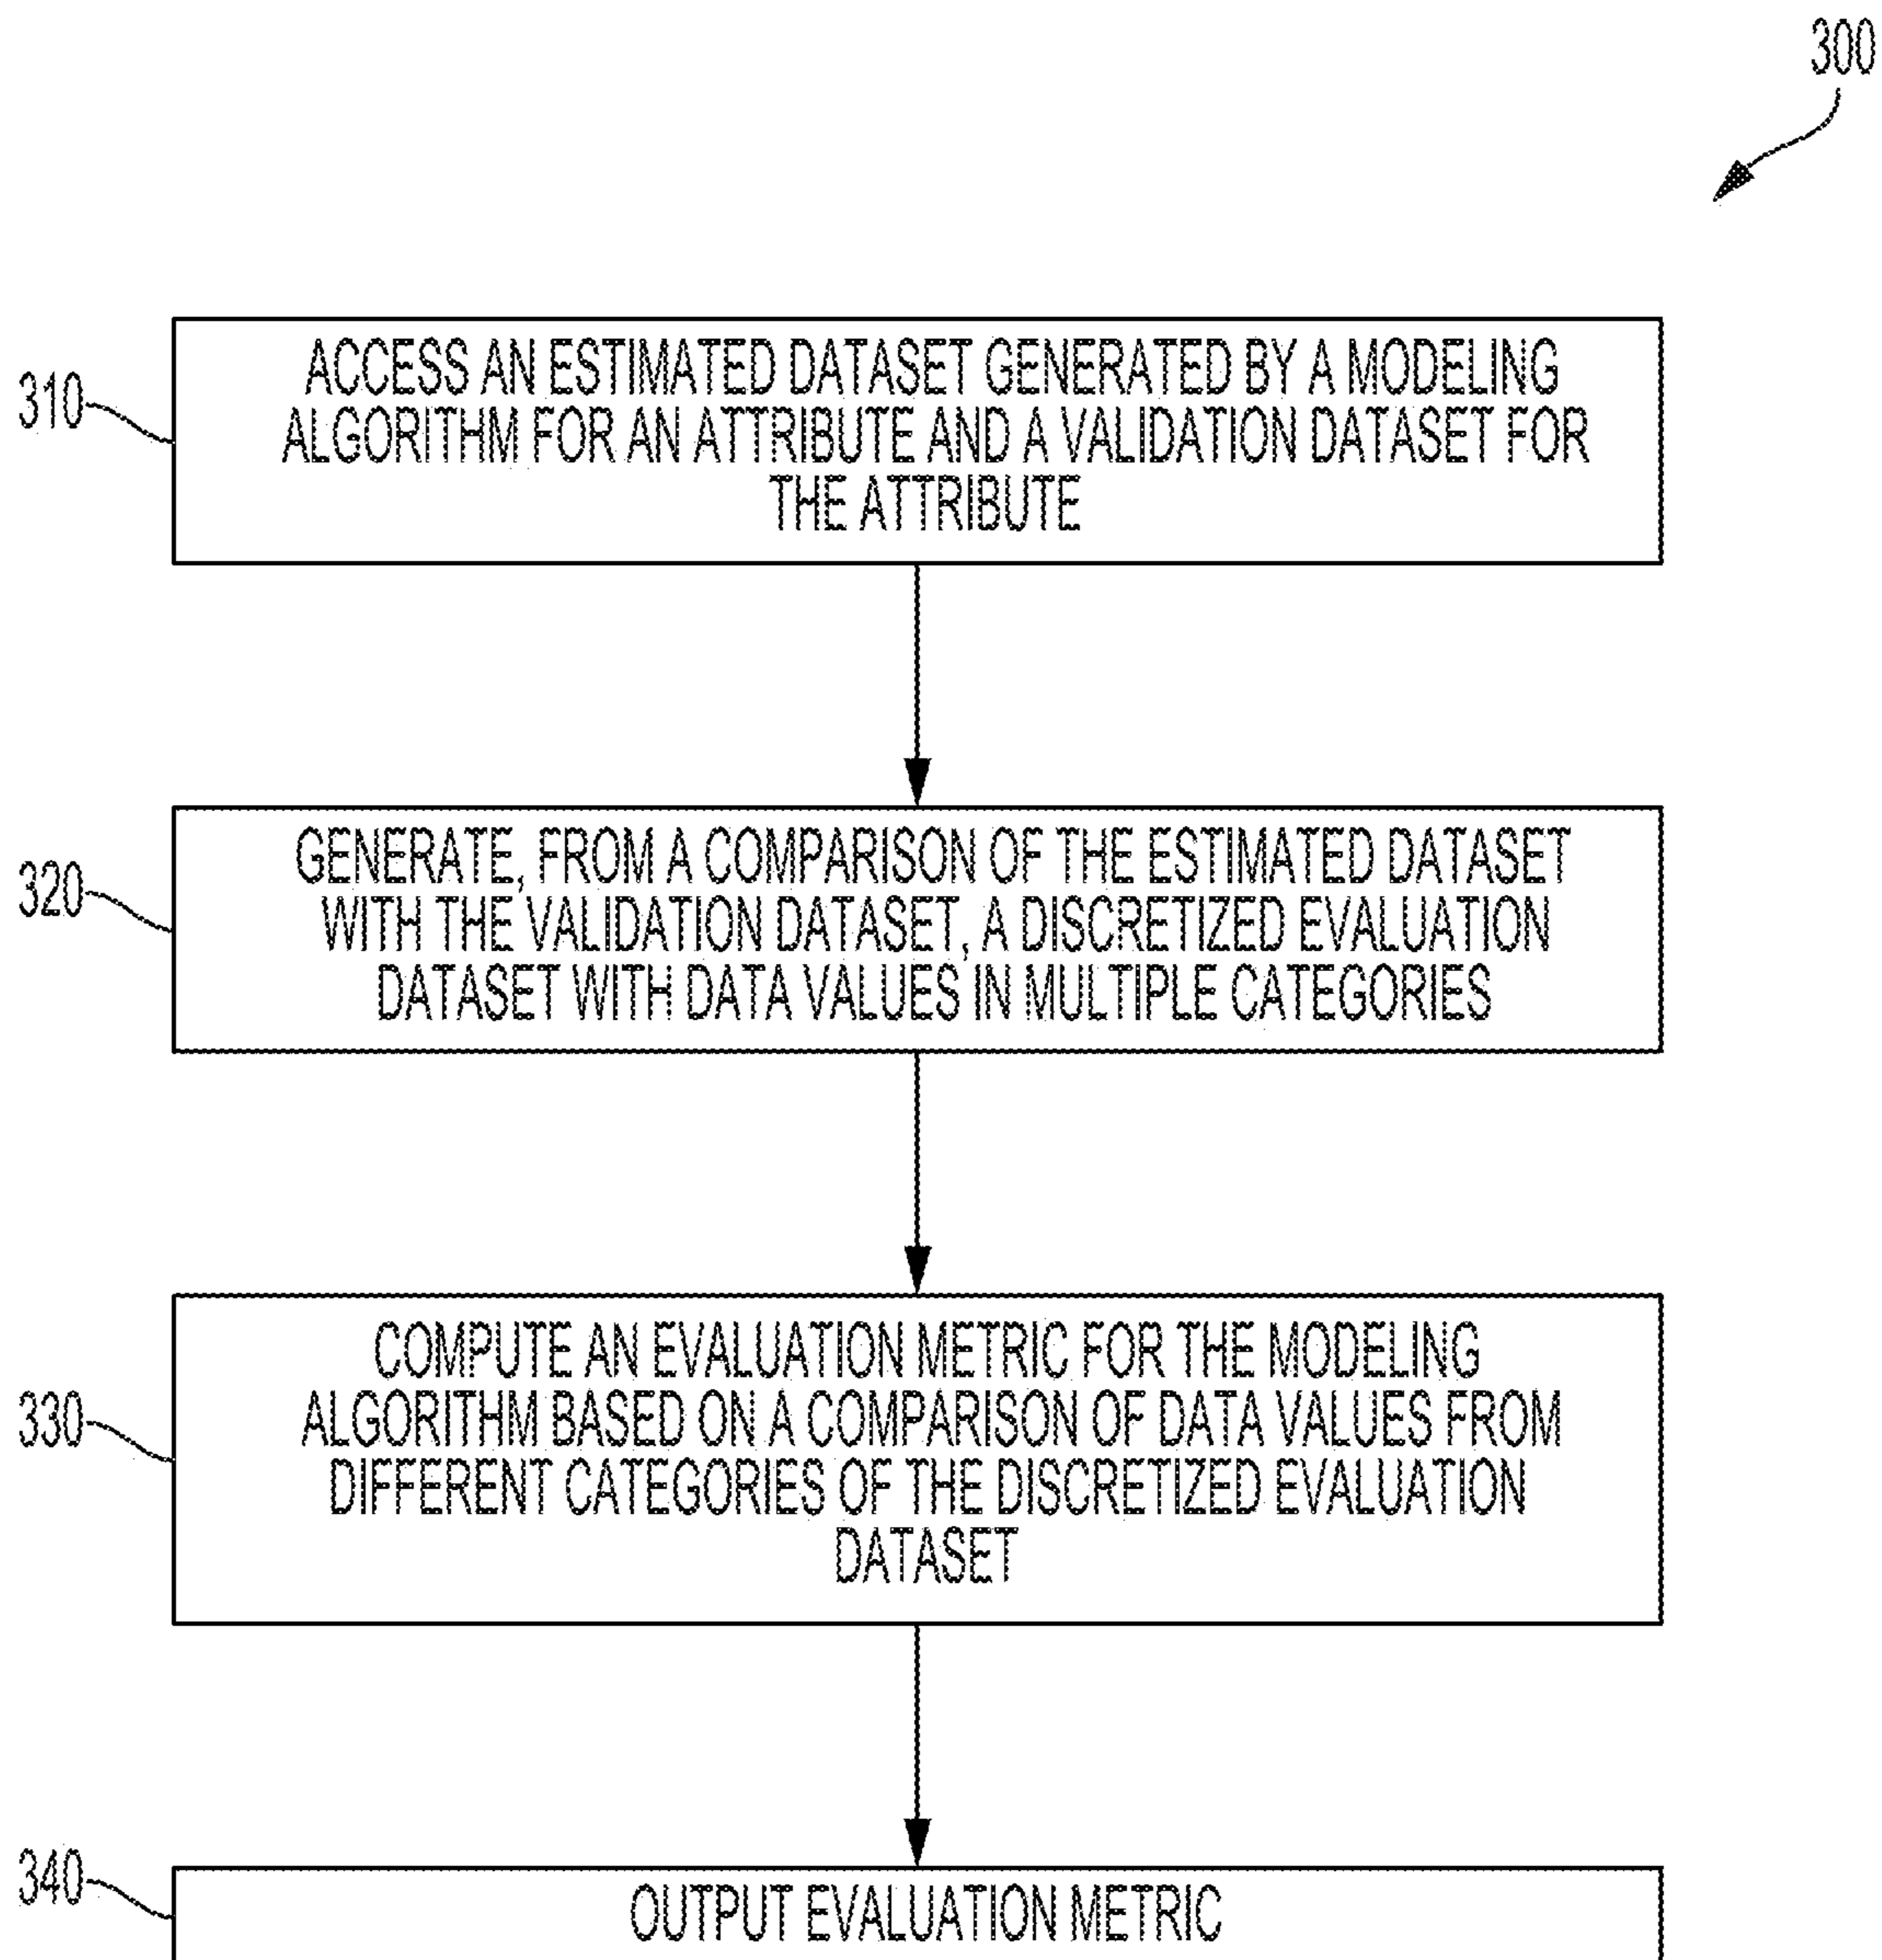 300
310
ACCESS AN ESTIMATED DATASET GENERATED BY A MODELING
ALGORITHM FOR AN ATTRIBUTE AND A VALIDATION DATASET FOR
THE ATTRIBUTE
320
GENERATE, FROM A COMPARISON OF THE ESTIMATED DATASET
WITH THE VALIDATION DATASET, A DISCRETIZED EVALUATION
DATASET WITH DATA VALUES IN MULTIPLE CATEGORIES
330
COMPUTE AN EVALUATION METRIC FOR THE MODELING
ALGORITHM BASED ON A COMPARISON OF DATA VALUES FROM
DIFFERENT CATEGORIES OF THE DISCRETIZED EVALUATION
DATASET
340
OUTPUT EVALUATION METRIC